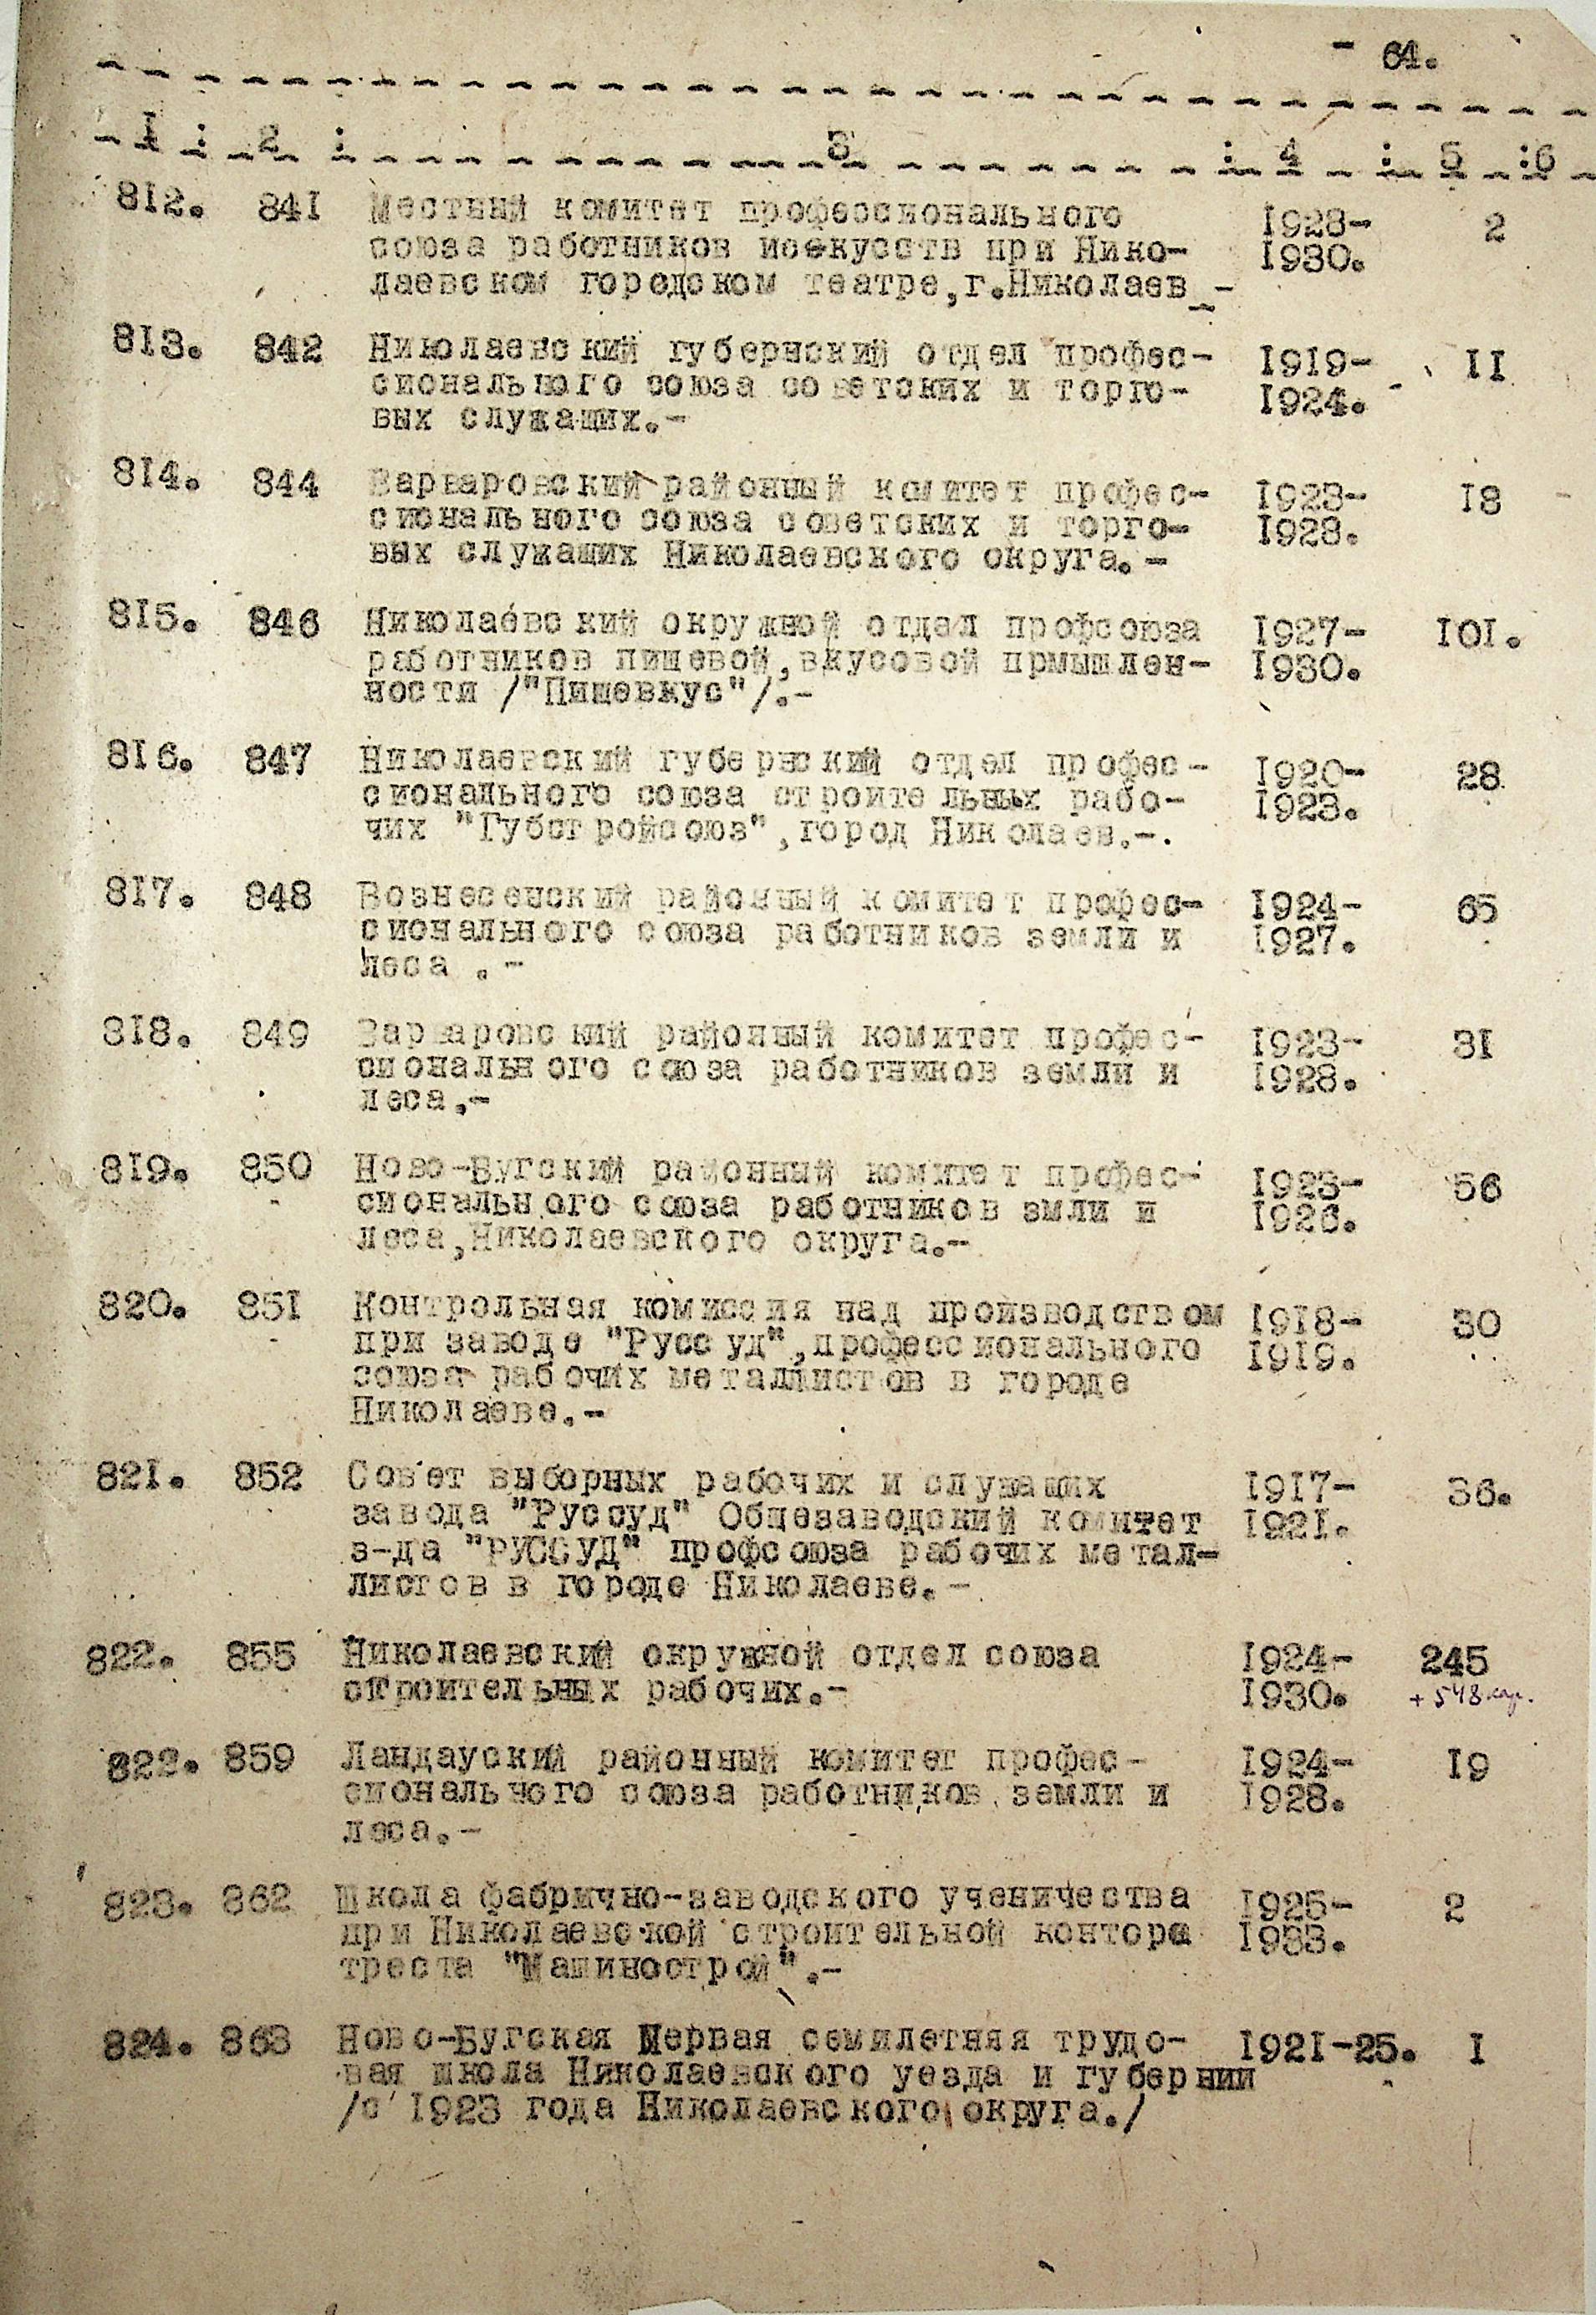 - 64.
1 : 2 : 3 : 4 : 5 : 6
812. 841 Местный комитет профессионального 1928- 2
союза работников исскусств при Нико- 1930.
лаевском городском театре,г.Николаев -
813. 842 Николаевский губернский отдел профес- 1919- 11
сионального союза советских и торго- 1924.
вых служащих.-
814. 844 Варваровский районный комитет профес- 1923- 18
сионального союза советских и торго- 1928.
вых служащих Николаевского округа.-
815. 846 Николаевский окружной отдел профсоюза 1927- 101.
работников пищевой,вкусовой прмышлен- 1930.
ности /"Пищевкус"/.-
816. 847 Николаевский губернский отдел профес- 1920- 28
сионального союза строительных рабо- 1923.
чих "Губстройсоюз",город Николаев.-.
817. 848 Вознесенский районный комитет профес- 1924- 65
сионального союза работников земли и 1927.
леса .-
818. 849 Варваровский районный комитет профес- 1923- 31
сионального союза работников земли и 1928.
леса.-
819. 850 Ново-Бугский районный комитет профес- 1923- 56
сионального союза работников змли и 1926.
леса,Николаевского округа.-
820. 851 Контрольная комиссия над производством 1918- 30
при заводе "Руссуд",профессионального 1919.
союза рабочих металлистов в городе
Николаеве.-
821. 852 Совет выборных рабочих и служащих 1917- 36.
завода "Руссуд" Общезаводский комитет 1921.
з-да "РУССУД" профсоюза рабочих метал-
листов в городе Николаеве.-
822. 855 Николаевский окружной отдел союза 1924- 245
строительных рабочих.- 1930. + 548 кар.
822. 859 Ландауский районный комитет профес- 1924- 19
сионального союза работников земли и 1928.
леса.-
823. 862 Школа фабрично-заводского ученичества 1925- 2
при Николаевской строительной конторе 1933.
треста "Машинострой".-
824. 863 Ново-Бугская Первая семилетняя трудо- 1921-25. 1
вая школа Николаевского уезда и губернии
/с 1923 года Николаевского округа./